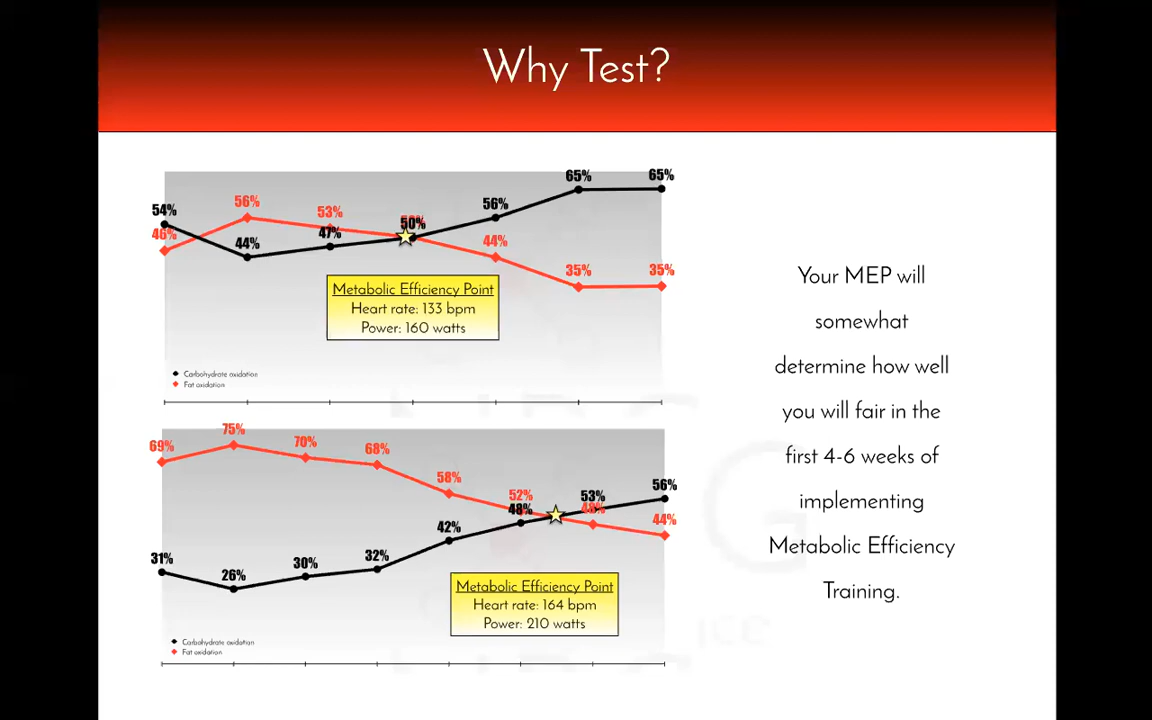 Why Test?
54% 44% 47% 50% 56% 65% 65%
46% 56% 53% 44% 35% 35%
Metabolic Efficiency Point
Heart rate: 133 bpm
Power: 160 watts
Carbohydrate oxidation
Fat oxidation
69% 75% 70% 68% 58% 52% 48% 44%
31% 26% 30% 32% 42% 48% 53% 56%
Metabolic Efficiency Point
Heart rate: 164 bpm
Power: 210 watts
Carbohydrate oxidation
Fat oxidation
Your MEP will
somewhat
determine how well
you will fair in the
first 4-6 weeks of
implementing
Metabolic Efficiency
Training.